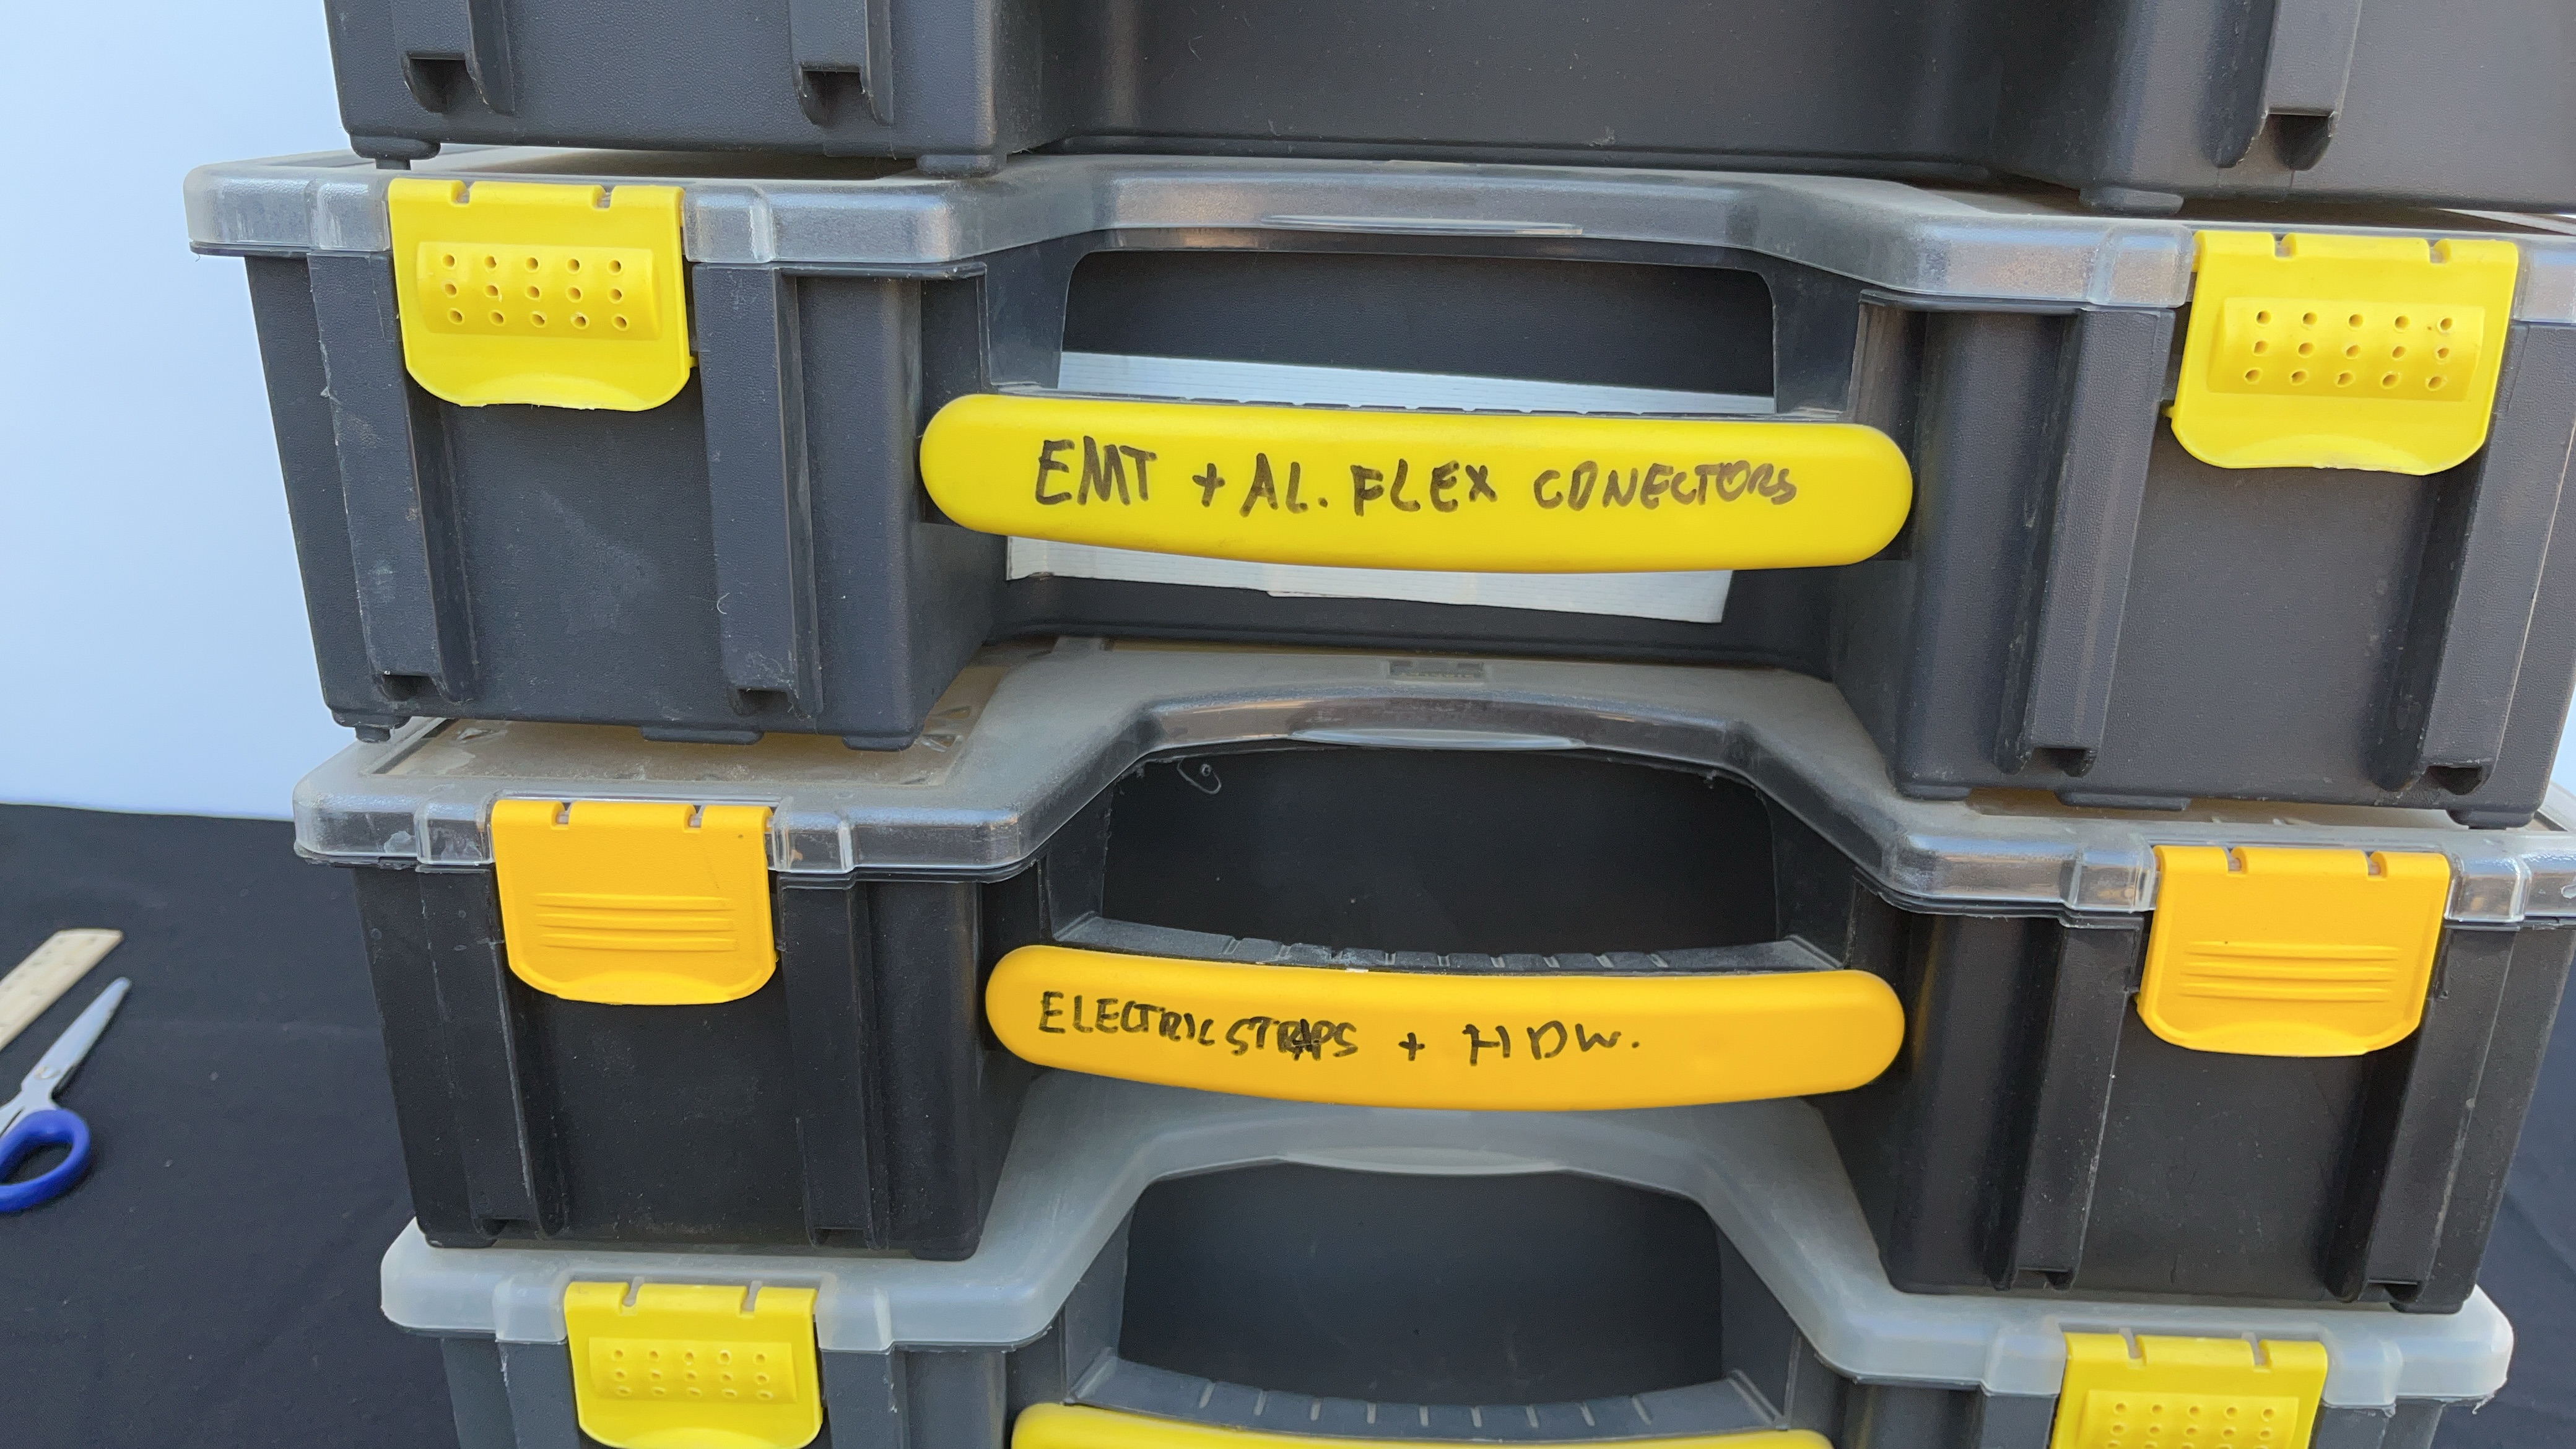 EMT + AL. FLEX CONECTORS
ELECTRIC STRAPS + HDW.